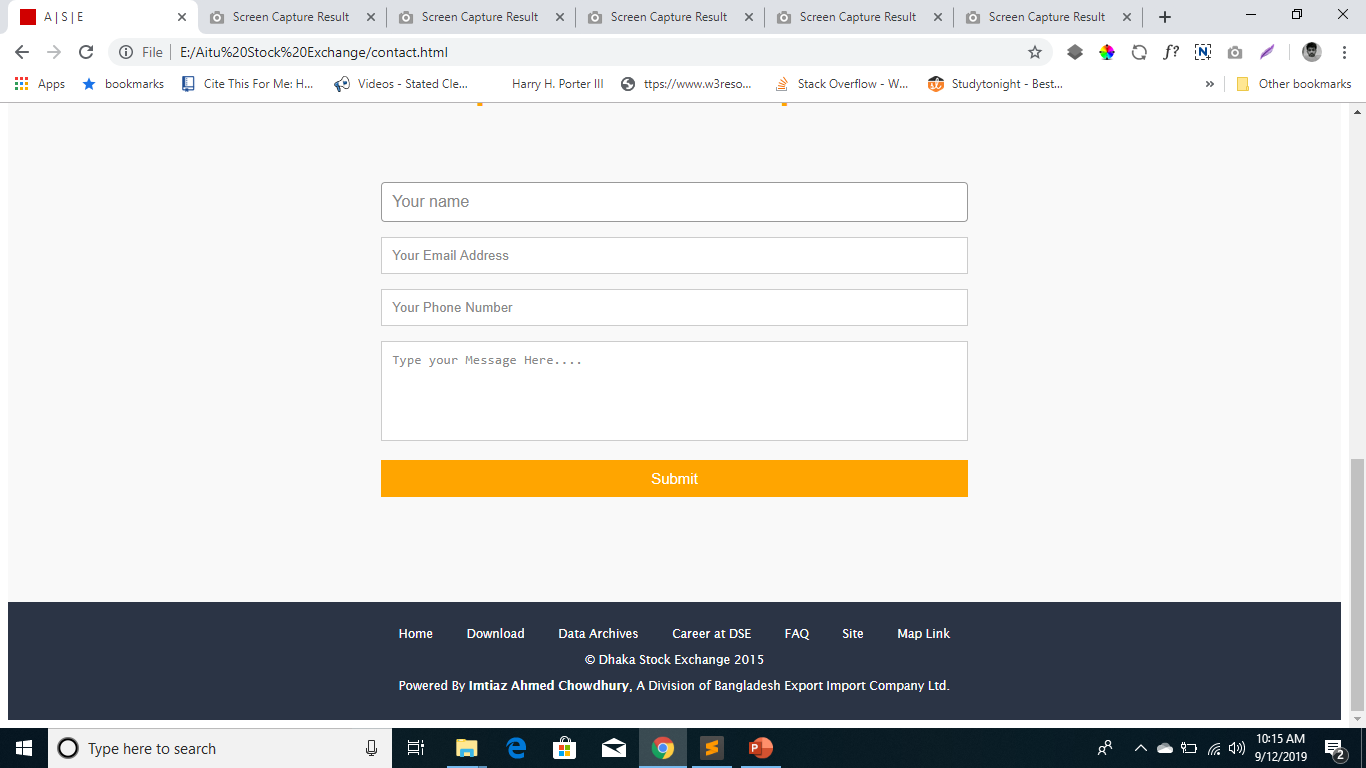 A | S | E
Screen Capture Result
Screen Capture Result
Screen Capture Result
Screen Capture Result
Screen Capture Result
File
E:/Aitu%20Stock%20Exchange/contact.html
f?
N
Apps
bookmarks
Cite This For Me: H...
Videos - Stated Cle...
Harry H. Porter III
ttps://www.w3reso...
Stack Overflow - W...
Studytonight - Best...
»
Other bookmarks
Your name
Your Email Address
Your Phone Number
Type your Message Here....
Submit
Home Download Data Archives Career at DSE FAQ Site Map Link
© Dhaka Stock Exchange 2015
Powered By Imtiaz Ahmed Chowdhury, A Division of Bangladesh Export Import Company Ltd.
Type here to search
10:15 AM
9/12/2019
2